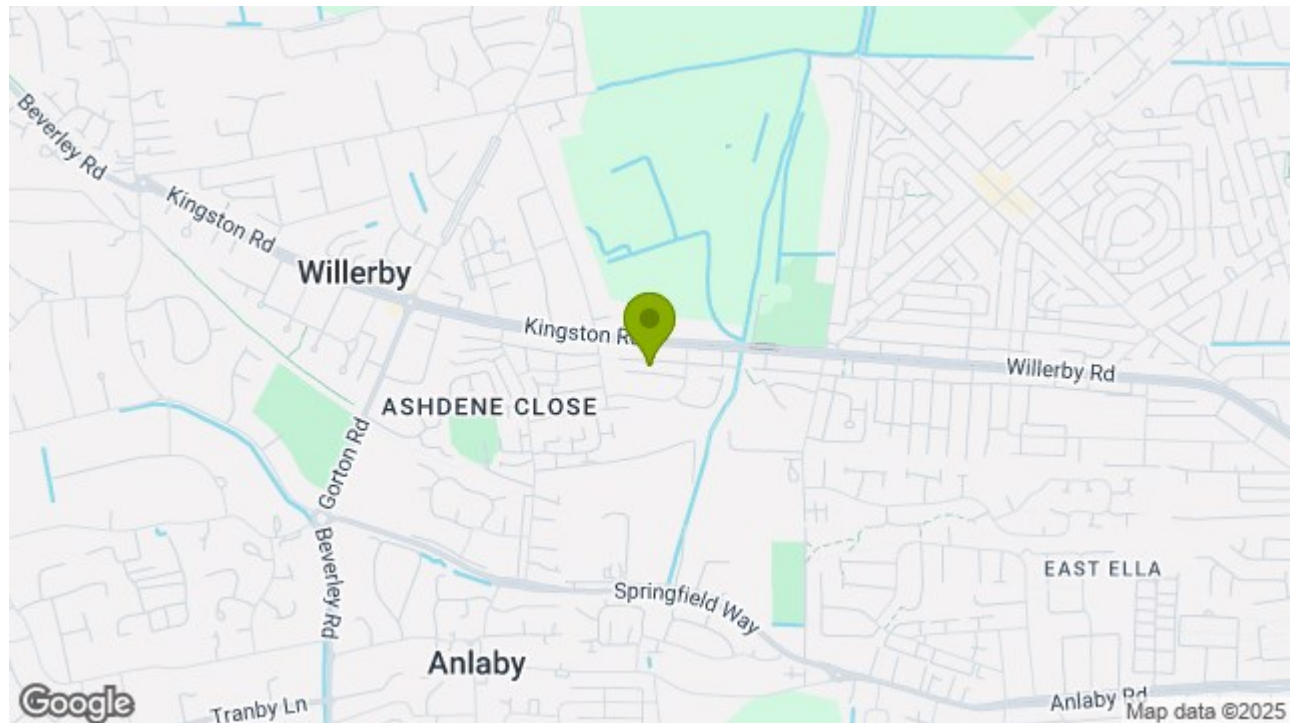 Beverley Rd
Kingston Rd
Willerby
Kingston Rd
Willerby Rd
ASHDENE CLOSE
Gorton Rd
Beverley Rd
EAST ELLA
Springfield Way
Anlaby
Tranby Ln
Anlaby Rd
Google
Map data ©2025